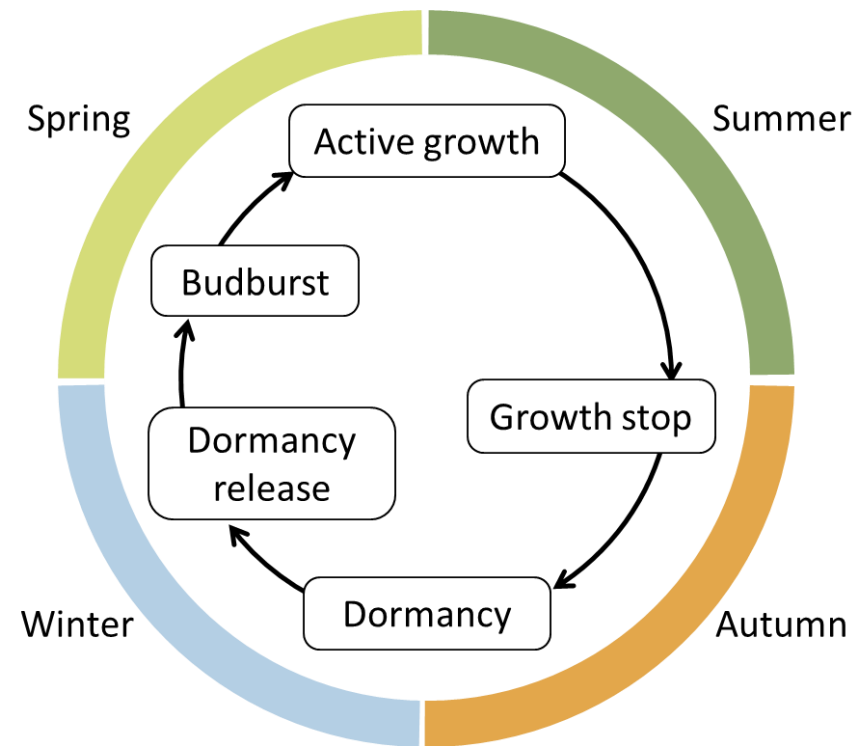 Spring
Summer
Active growth
Budburst
Growth stop
Dormancy
release
Dormancy
Winter
Autumn